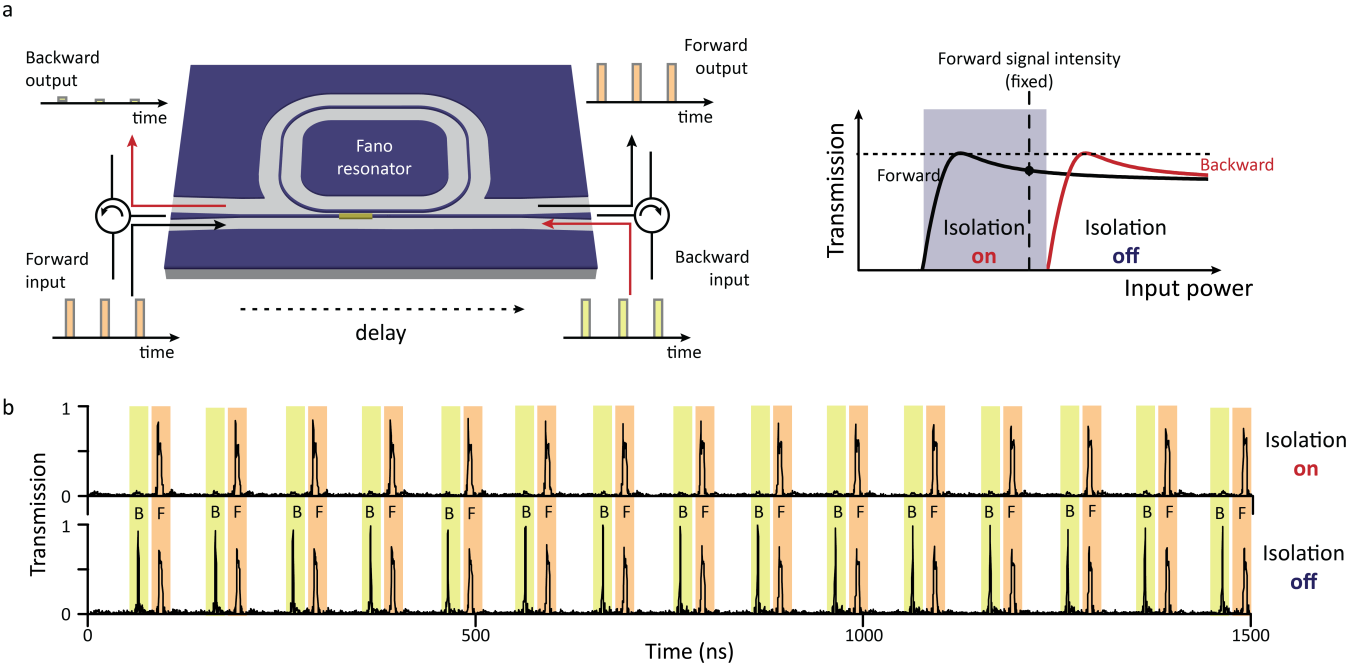 a
Backward
output
time
Forward
input
time
Fano
resonator
delay
Forward
output
time
Backward
input
time
Forward signal intensity
(fixed)
Transmission
Forward
Backward
Isolation
on
Isolation
off
Input power
b
Transmission
1
0
Isolation
on
B F B F B F B F B F B F B F B F B F B F B F B F B F B F B F
1
0
Isolation
off
0 500 1000 1500
Time (ns)